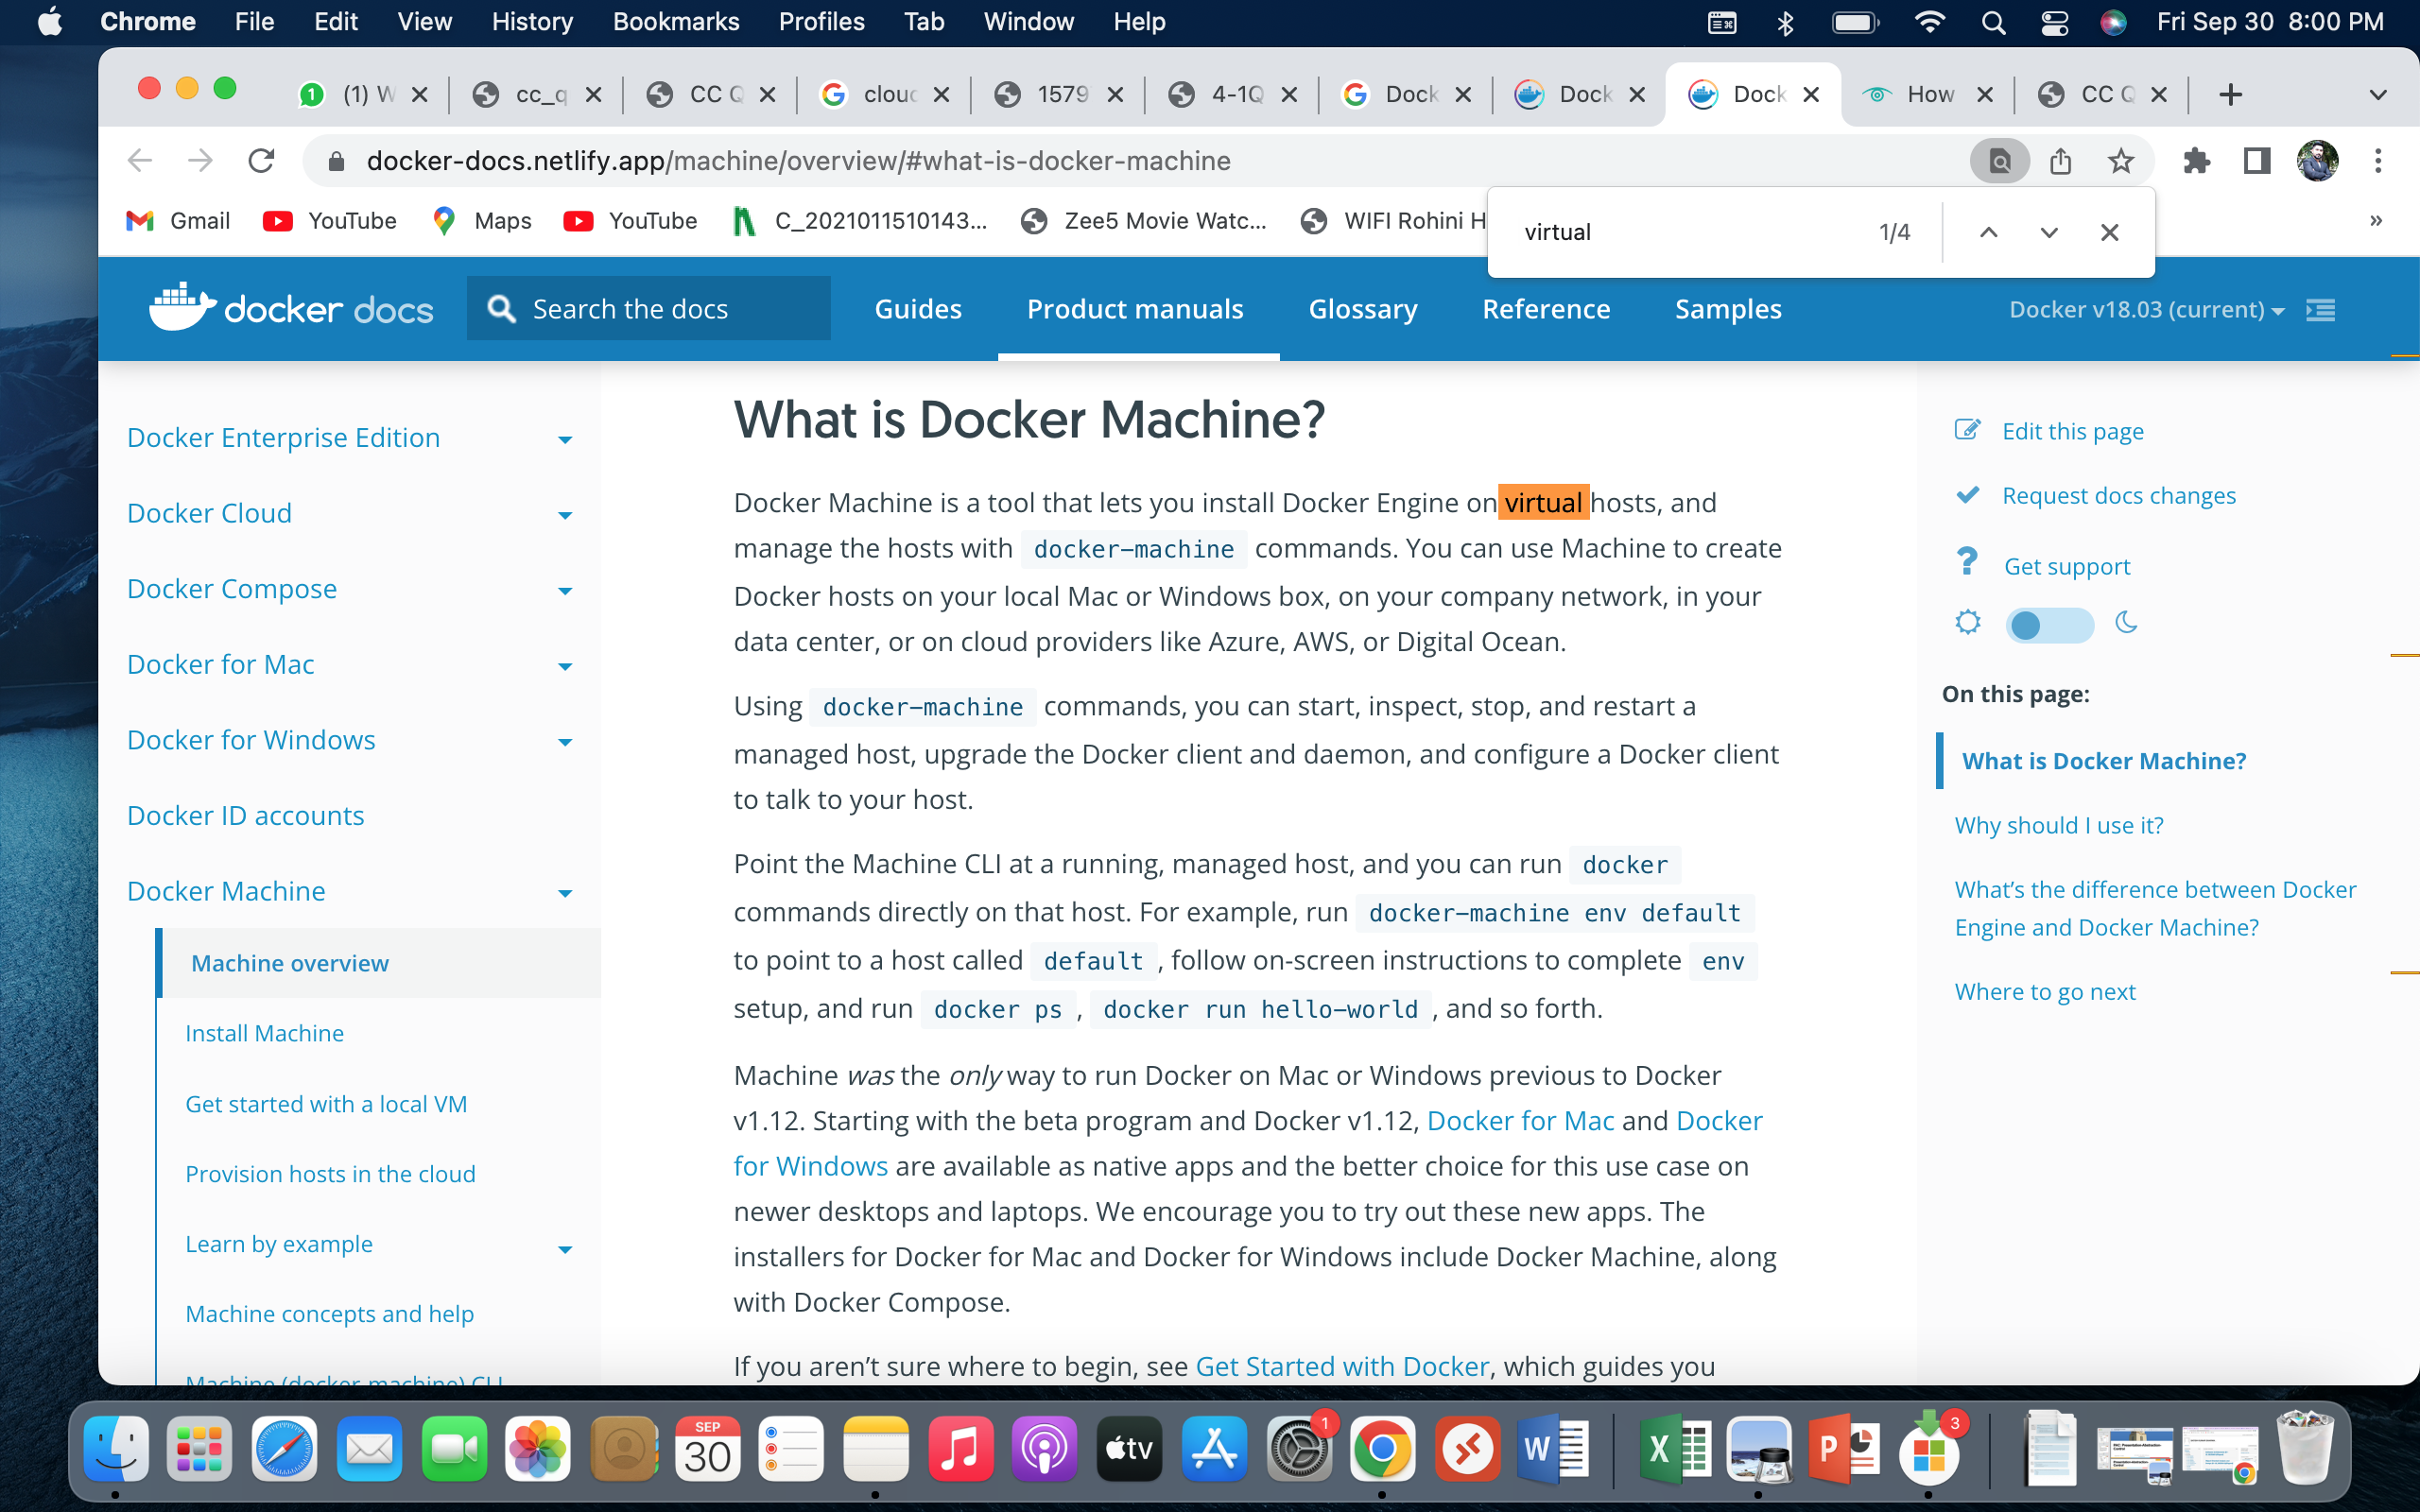 Chrome File Edit View History Bookmarks Profiles Tab Window Help Fri Sep 30 8:00 PM
1 (1) W cc_q CC Q clouc 1579 4-1Q Dock Dock Dock How CC Q
docker-docs.netlify.app/machine/overview/#what-is-docker-machine
Gmail YouTube Maps YouTube C_2021011510143... Zee5 Movie Watc... WIFI Rohini H »
virtual 1/4
docker docs Search the docs Guides Product manuals Glossary Reference Samples Docker v18.03 (current)
Docker Enterprise Edition
Docker Cloud
Docker Compose
Docker for Mac
Docker for Windows
Docker ID accounts
Docker Machine
Machine overview
Install Machine
Get started with a local VM
Provision hosts in the cloud
Learn by example
Machine concepts and help
Machine (docker-machine) CLI
What is Docker Machine?
Docker Machine is a tool that lets you install Docker Engine on virtual hosts, and
manage the hosts with docker-machine commands. You can use Machine to create
Docker hosts on your local Mac or Windows box, on your company network, in your
data center, or on cloud providers like Azure, AWS, or Digital Ocean.
Using docker-machine commands, you can start, inspect, stop, and restart a
managed host, upgrade the Docker client and daemon, and configure a Docker client
to talk to your host.
Point the Machine CLI at a running, managed host, and you can run docker
commands directly on that host. For example, run docker-machine env default
to point to a host called default , follow on-screen instructions to complete env
setup, and run docker ps , docker run hello-world , and so forth.
Machine was the only way to run Docker on Mac or Windows previous to Docker
v1.12. Starting with the beta program and Docker v1.12, Docker for Mac and Docker
for Windows are available as native apps and the better choice for this use case on
newer desktops and laptops. We encourage you to try out these new apps. The
installers for Docker for Mac and Docker for Windows include Docker Machine, along
with Docker Compose.
If you aren’t sure where to begin, see Get Started with Docker, which guides you
Edit this page
Request docs changes
Get support
On this page:
What is Docker Machine?
Why should I use it?
What’s the difference between Docker
Engine and Docker Machine?
Where to go next
SEP
30
tv
1
W
X
P
3